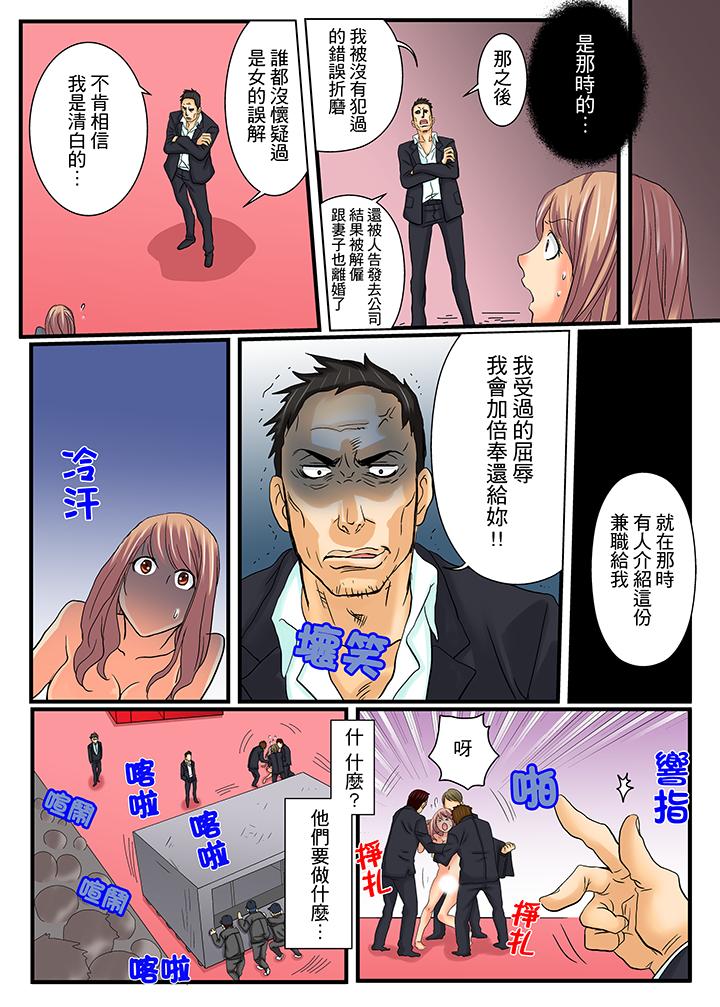 是那時的…
那之後
我被沒有犯過
的錯誤折磨
還被人告發去公司
結果被解僱
跟妻子也離婚了
誰都沒懷疑過
是女的誤解
不肯相信
我是清白的…
就在那時
有人介紹這份
兼職給我
我受過的屈辱
我會加倍奉還給妳!!
壞笑
冷汗
響指
啪
呀
掙扎
掙扎
什 什麼?
他們要做什麼…
喀啦
喀啦
喀啦
喧鬧
喧鬧